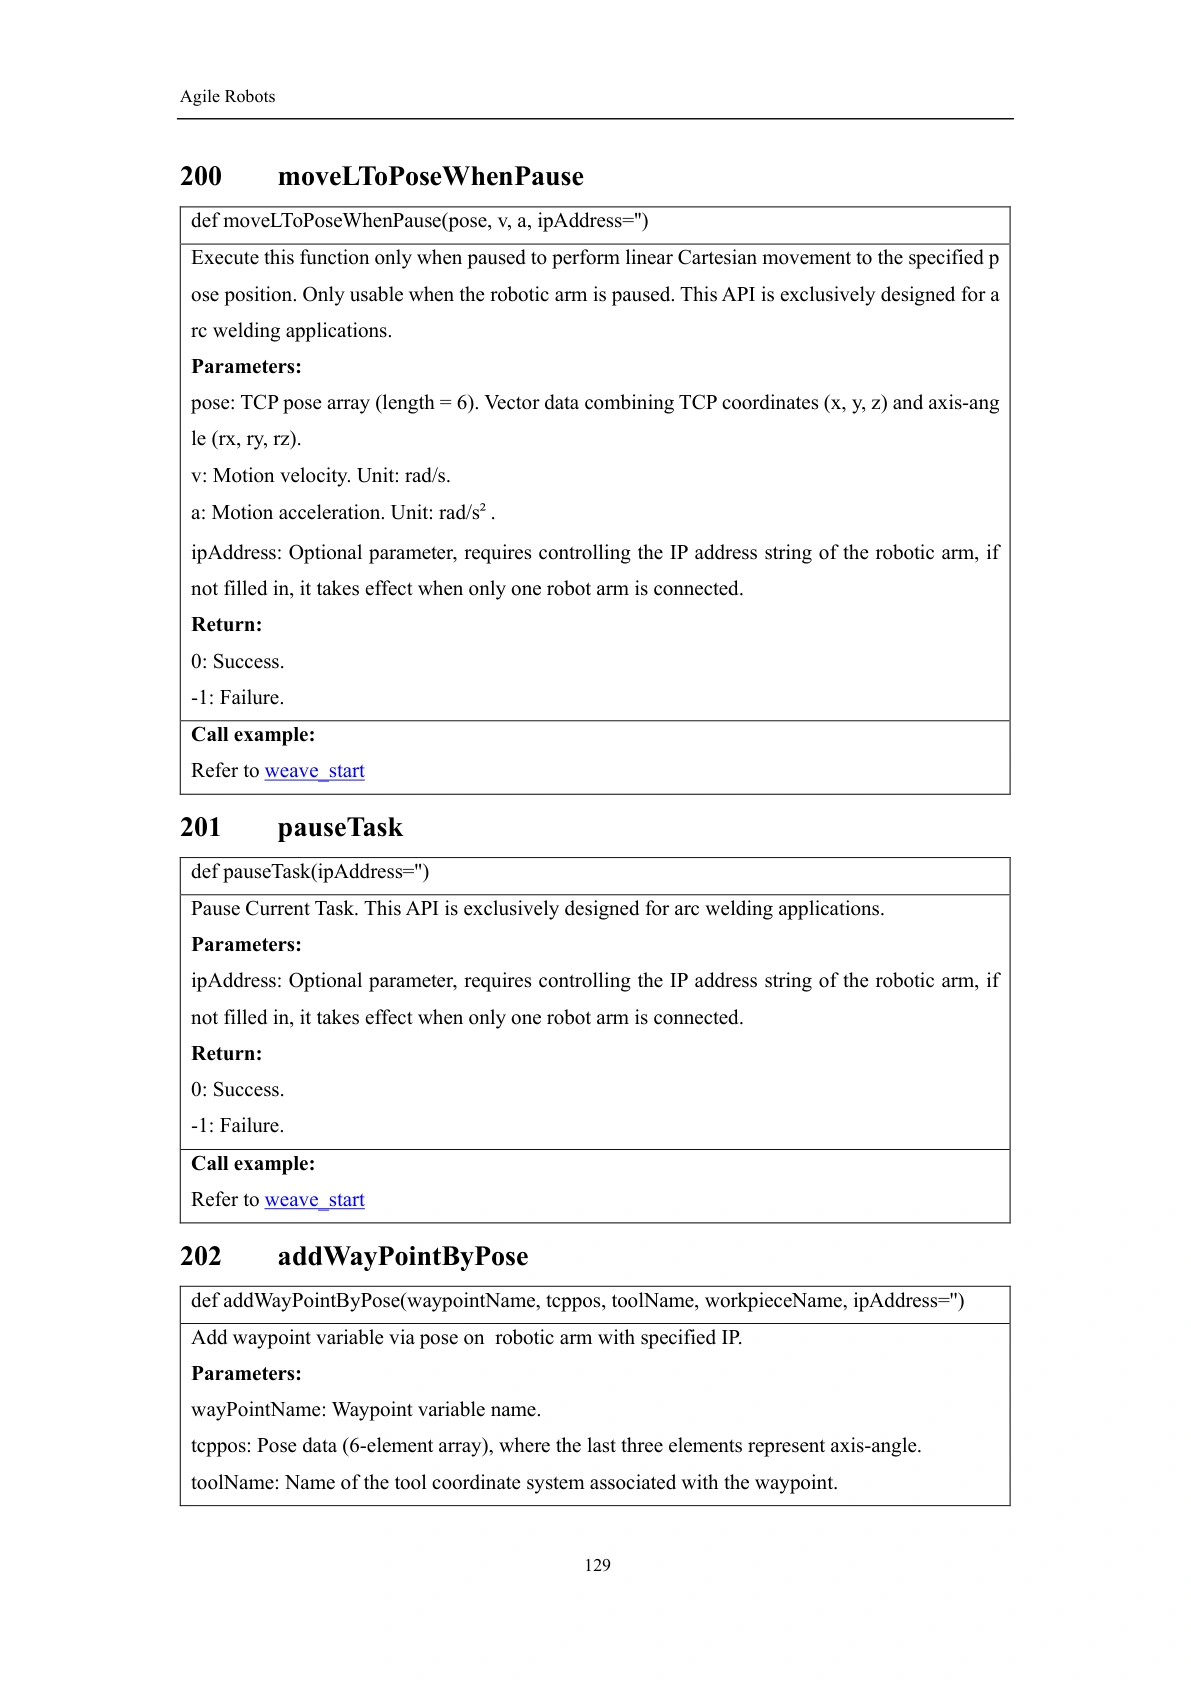 Agile Robots
200 moveLToPoseWhenPause
def moveLToPoseWhenPause(pose, v, a, ipAddress='')
Execute this function only when paused to perform linear Cartesian movement to the specified p
ose position. Only usable when the robotic arm is paused. This API is exclusively designed for a
rc welding applications.
Parameters:
pose: TCP pose array (length = 6). Vector data combining TCP coordinates (x, y, z) and axis-ang
le (rx, ry, rz).
v: Motion velocity. Unit: rad/s.
a: Motion acceleration. Unit: rad/s² .
ipAddress: Optional parameter, requires controlling the IP address string of the robotic arm, if
not filled in, it takes effect when only one robot arm is connected.
Return:
0: Success.
-1: Failure.
Call example:
Refer to weave_start
201 pauseTask
def pauseTask(ipAddress='')
Pause Current Task. This API is exclusively designed for arc welding applications.
Parameters:
ipAddress: Optional parameter, requires controlling the IP address string of the robotic arm, if
not filled in, it takes effect when only one robot arm is connected.
Return:
0: Success.
-1: Failure.
Call example:
Refer to weave_start
202 addWayPointByPose
def addWayPointByPose(waypointName, tcppos, toolName, workpieceName, ipAddress='')
Add waypoint variable via pose on  robotic arm with specified IP.
Parameters:
wayPointName: Waypoint variable name.
tcppos: Pose data (6-element array), where the last three elements represent axis-angle.
toolName: Name of the tool coordinate system associated with the waypoint.
129